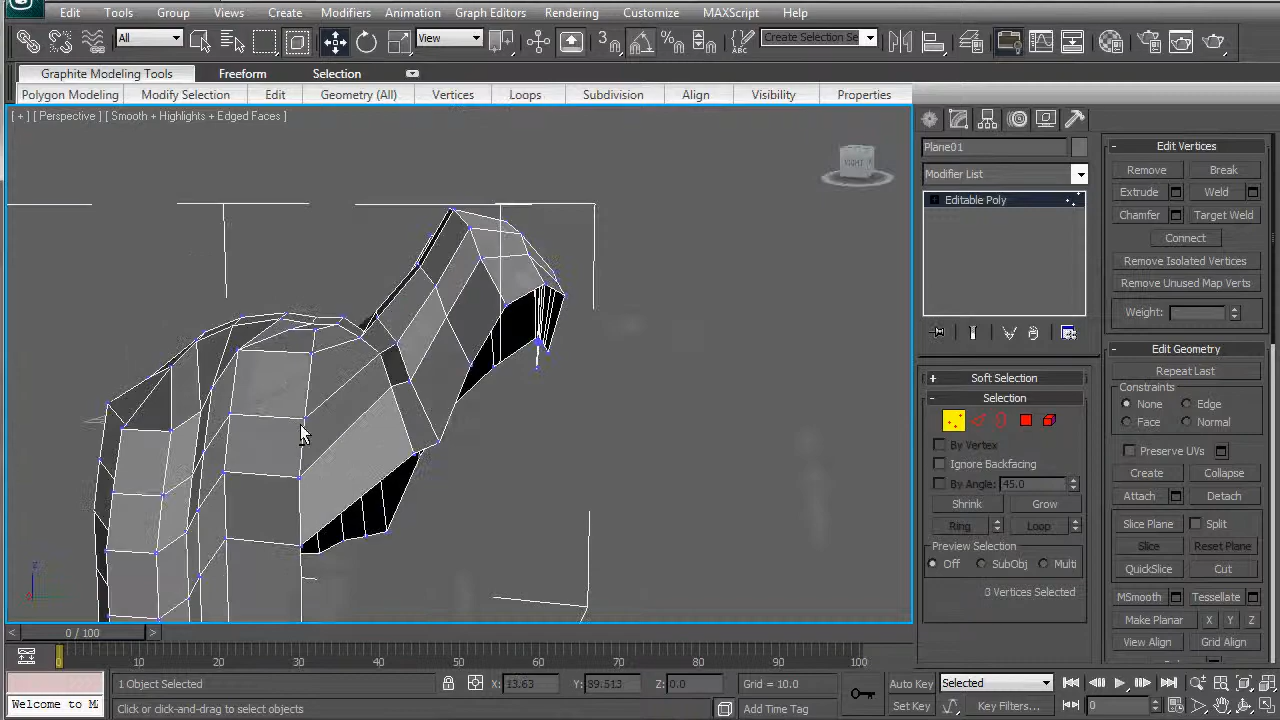 Edit Tools Group Views Create Modifiers Animation Graph Editors Rendering Customize MAXScript Help
All View 3 Create Selection Se
Graphite Modeling Tools Freeform Selection
Polygon Modeling Modify Selection Edit Geometry (All) Vertices Loops Subdivision Align Visibility Properties
[ + ] [ Perspective ] [ Smooth + Highlights + Edged Faces ]
RIGHT
Plane01
Modifier List
Editable Poly
+ Soft Selection
- Selection
By Vertex
Ignore Backfacing
By Angle: 45.0
Shrink Grow
Ring Loop
Preview Selection
Off SubObj Multi
3 Vertices Selected
- Edit Vertices
Remove Break
Extrude Weld
Chamfer Target Weld
Connect
Remove Isolated Vertices
Remove Unused Map Verts
Weight:
- Edit Geometry
Repeat Last
Constraints
None Edge
Face Normal
Preserve UVs
Create Collapse
Attach Detach
Slice Plane Split
Slice Reset Plane
QuickSlice Cut
MSmooth Tessellate
Make Planar X Y Z
View Align Grid Align
< 0 / 100 >
0 10 20 30 40 50 60 70 80 90 100
1 Object Selected X: 13.63 Y: 89.513 Z: 0.0 Grid = 10.0 Auto Key Selected
Welcome to M Click or click-and-drag to select objects Add Time Tag Set Key Key Filters... 0